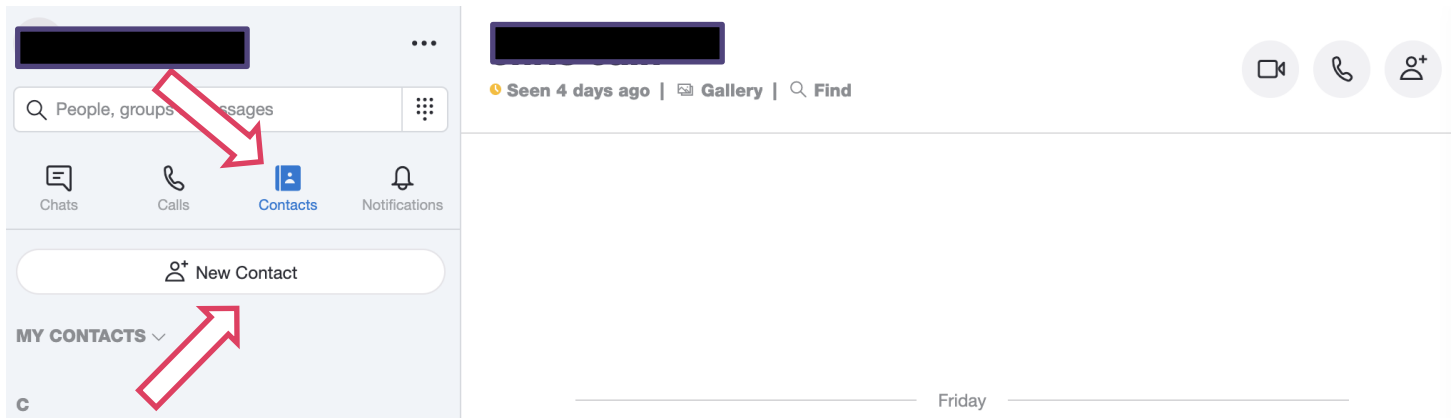 People, groups ssages
Chats
Calls
Contacts
Notifications
New Contact
MY CONTACTS
C
Seen 4 days ago | Gallery | Find
Friday